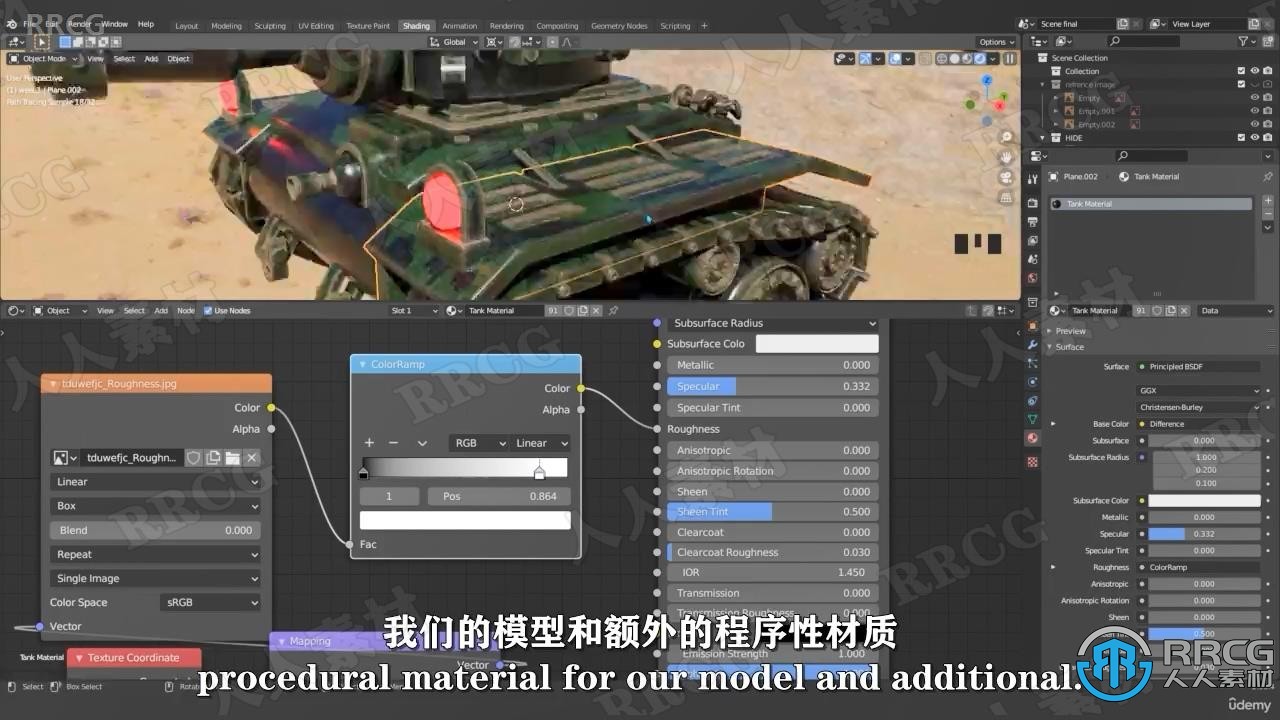 File Edit Render Window Help
Layout Modeling Sculpting UV Editing Texture Paint Shading Animation Rendering Compositing Geometry Nodes Scripting +
Scene final
View Layer
Global
Options
Object Mode View Select Add Object
User Perspective
(1) Plane.002
Path Tracing Sample 18/32
Scene Collection
Collection
refrence image
Empty
Empty.001
Empty.002
HIDE
Plane.002 Tank Material
Tank Material
Object View Select Add Node Use Nodes Slot 1 Tank Material 91
Tank Material 91 Data
Preview
Surface
Surface Principled BSDF
GGX
Christensen-Burley
Base Color Difference
Subsurface 0.000
Subsurface Radius 1.000
0.200
0.100
Subsurface Color
Metallic 0.000
Specular 0.332
Specular Tint 0.000
Roughness ColorRamp
Anisotropic 0.000
Anisotropic Rotation 0.000
Sheen 0.000
0.500
tduwefjc_Roughness.jpg
Color
Alpha
tduwefjc_Roughn...
Linear
Box
Blend 0.000
Repeat
Single Image
Color Space sRGB
Vector
Tank Material
Texture Coordinate
Mapping
Vector
ColorRamp
Color
Alpha
+ − RGB Linear
1 Pos 0.864
Fac
Subsurface Radius
Subsurface Colo
Metallic 0.000
Specular 0.332
Specular Tint 0.000
Roughness
Anisotropic 0.000
Anisotropic Rotation 0.000
Sheen 0.000
Sheen Tint 0.500
Clearcoat 0.000
Clearcoat Roughness 0.030
IOR 1.450
Transmission 0.000
Transmission Roughness 0.000
Emission Strength 1.000
我们的模型和额外的程序性材质
procedural material for our model and additional.
Select Box Select
RRCG
人人素材
ûdemy